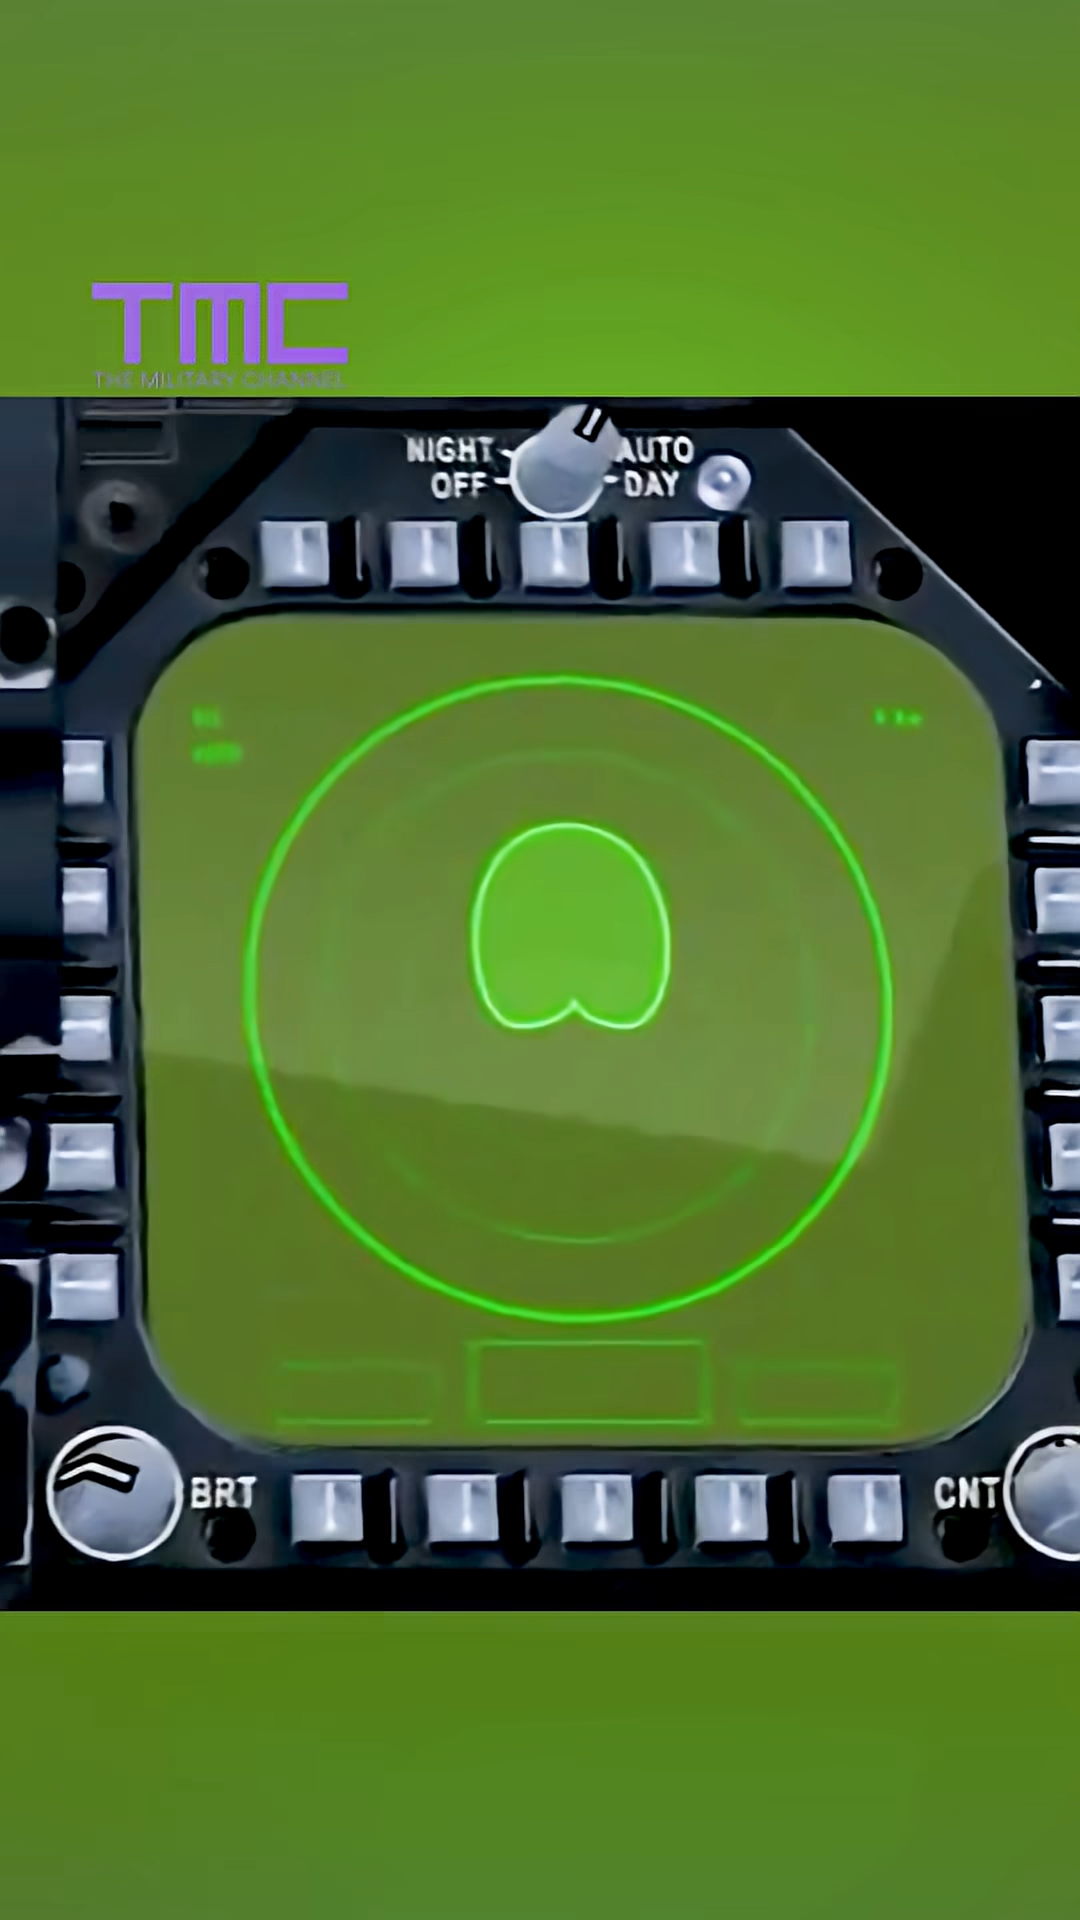 TMC
THE MILITARY CHANNEL
NIGHT AUTO
OFF DAY
BRT CNT